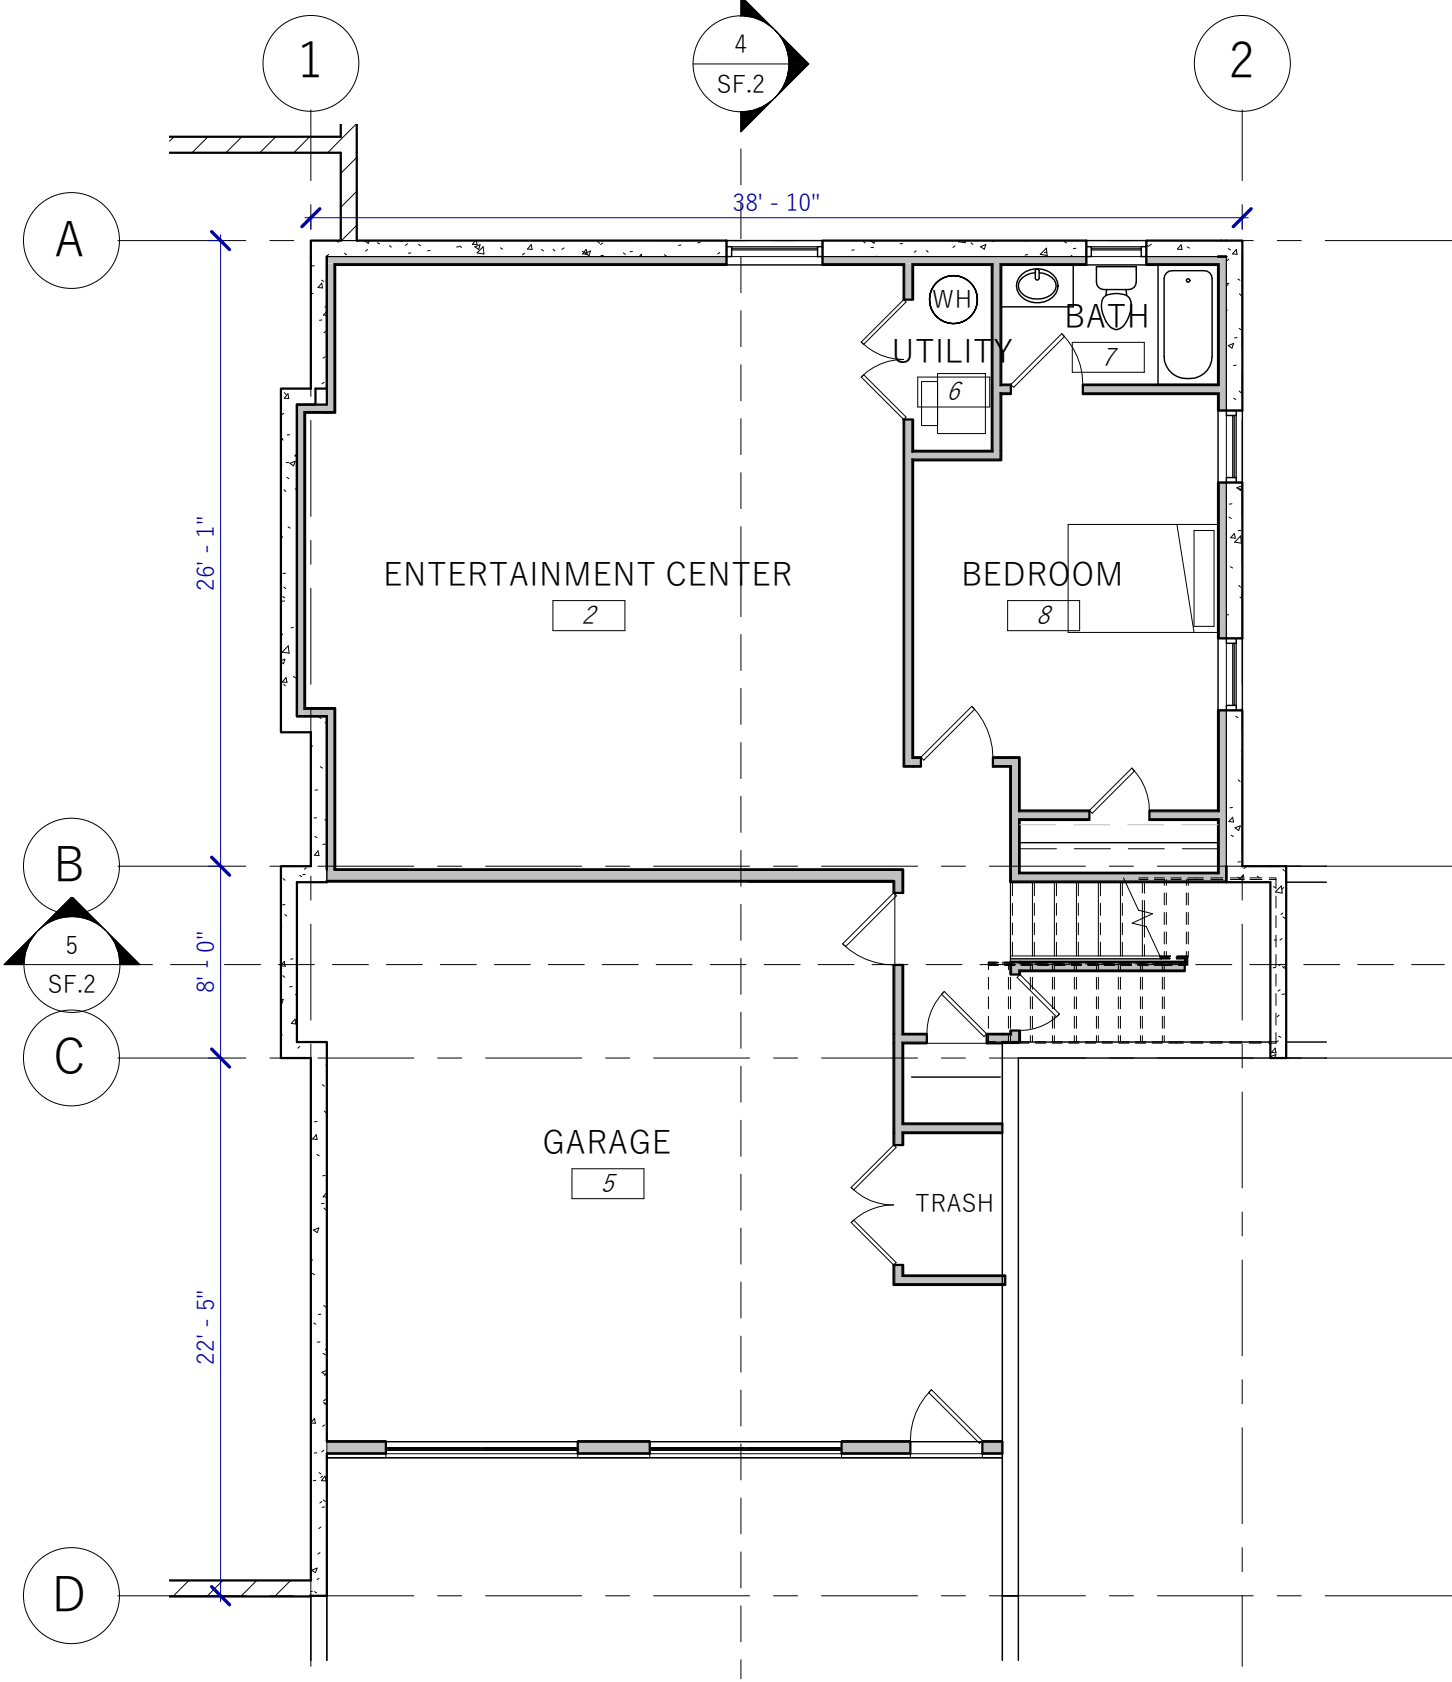 1
4
SF.2
2
38' - 10"
A
WH
BATH
7
UTILITY
6
26' - 1"
ENTERTAINMENT CENTER
2
BEDROOM
8
B
5
SF.2
8' - 0"
C
GARAGE
5
TRASH
22' - 5"
D